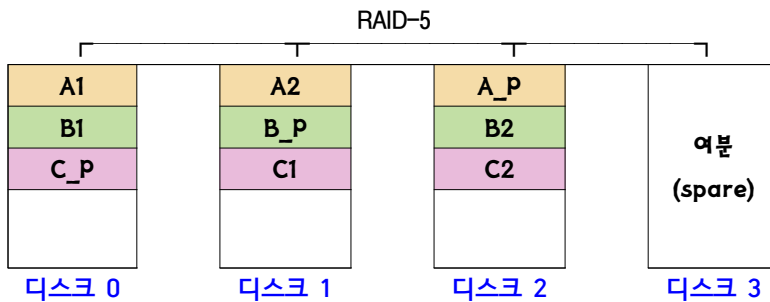 RAID-5
A1 A2 A_P
B1 B_P B2
C_P C1 C2
여분
(spare)
디스크 0 디스크 1 디스크 2 디스크 3